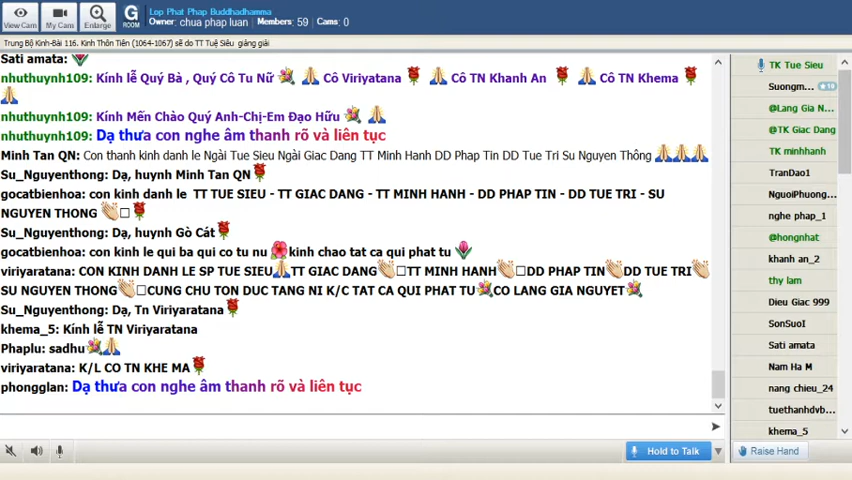 View Cam
My Cam
Enlarge
G
ROOM
Lop Phat Phap Buddhadhamma
Owner: chua phap luan Members: 59 Cams: 0
Trung Bộ Kinh-Bài 116. Kinh Thôn Tiên (1064-1067) sẽ do TT Tuệ Siêu giảng giải
Sati amata:
nhuthuynh109: Kính lễ Quý Bà , Quý Cô Tu Nữ Cô Viriyatana Cô TN Khanh An Cô TN Khema
nhuthuynh109: Kính Mến Chào Quý Anh-Chị-Em Đạo Hữu
nhuthuynh109: Dạ thưa con nghe âm thanh rõ và liên tục
Minh Tan QN: Con thanh kinh danh le Ngài Tue Sieu Ngài Giac Dang TT Minh Hanh DD Phap Tin DD Tue Tri Su Nguyen Thông
Su_Nguyenthong: Dạ, huynh Minh Tan QN
gocatbienhoa: con kinh danh le TT TUE SIEU - TT GIAC DANG - TT MINH HANH - DD PHAP TIN - DD TUE TRI - SU
NGUYEN THONG
Su_Nguyenthong: Dạ, huynh Gò Cát
gocatbienhoa: con kinh le qui ba qui co tu nu kinh chao tat ca qui phat tu
viriyaratana: CON KINH DANH LE SP TUE SIEU TT GIAC DANG TT MINH HANH DD PHAP TIN DD TUE TRI
SU NGUYEN THONG CUNG CHU TON DUC TANG NI K/C TAT CA QUI PHAT TU CO LANG GIA NGUYET
Su_Nguyenthong: Dạ, Tn Viriyaratana
khema_5: Kính lễ TN Viriyaratana
Phaplu: sadhu
viriyaratana: K/L CO TN KHE MA
phongglan: Dạ thưa con nghe âm thanh rõ và liên tục
Hold to Talk
TK Tue Sieu
Suongm... 10
@Lang Gia N...
@TK Giac Dang
TK minhhanh
TranDao1
NguoiPhuong...
nghe phap_1
@hongnhat
khanh an_2
thy lam
Dieu Giac 999
SonSuoI
Sati amata
Nam Ha M
nang chieu_24
tuethanhdvb...
khema_5
Raise Hand